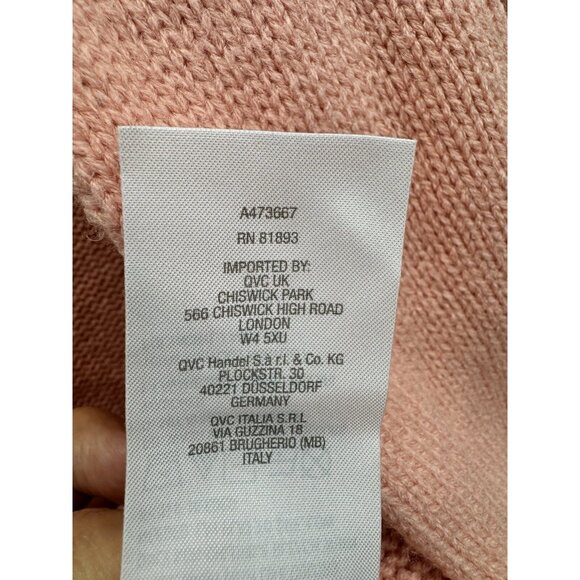 A473667
RN 81893
IMPORTED BY:
QVC UK
CHISWICK PARK
566 CHISWICK HIGH ROAD
LONDON
W4 5XU
QVC Handel S.à r.l. & Co. KG
PLOCKSTR. 30
40221 DÜSSELDORF
GERMANY
QVC ITALIA S.R.L
VIA GUZZINA 18
20861 BRUGHERIO (MB)
ITALY